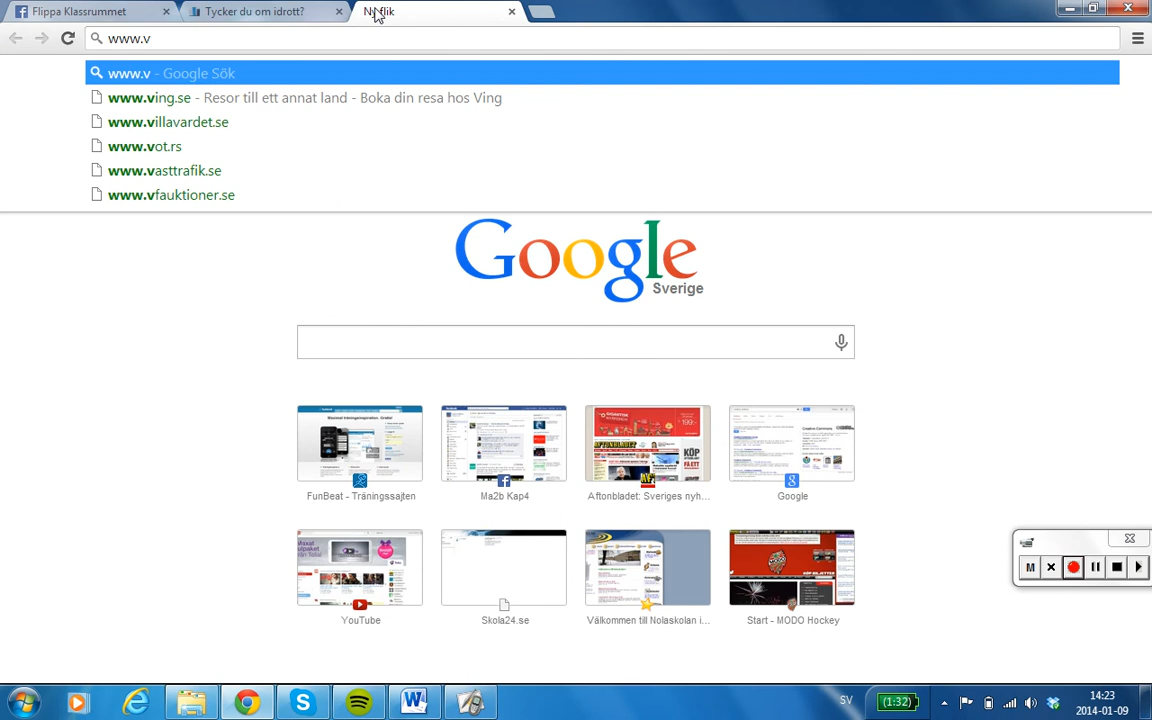 Flippa Klassrummet
Tycker du om idrott?
Ny flik
www.v
www.v - Google Sök
www.ving.se - Resor till ett annat land - Boka din resa hos Ving
www.villavardet.se
www.vot.rs
www.vasttrafik.se
www.vfauktioner.se
Google
Sverige
FunBeat - Träningssajten
Ma2b Kap4
Aftonbladet: Sveriges nyh...
Google
YouTube
Skola24.se
Välkommen till Nolaskolan i...
Start - MODO Hockey
M
SV
(1:32)
14:23
2014-01-09